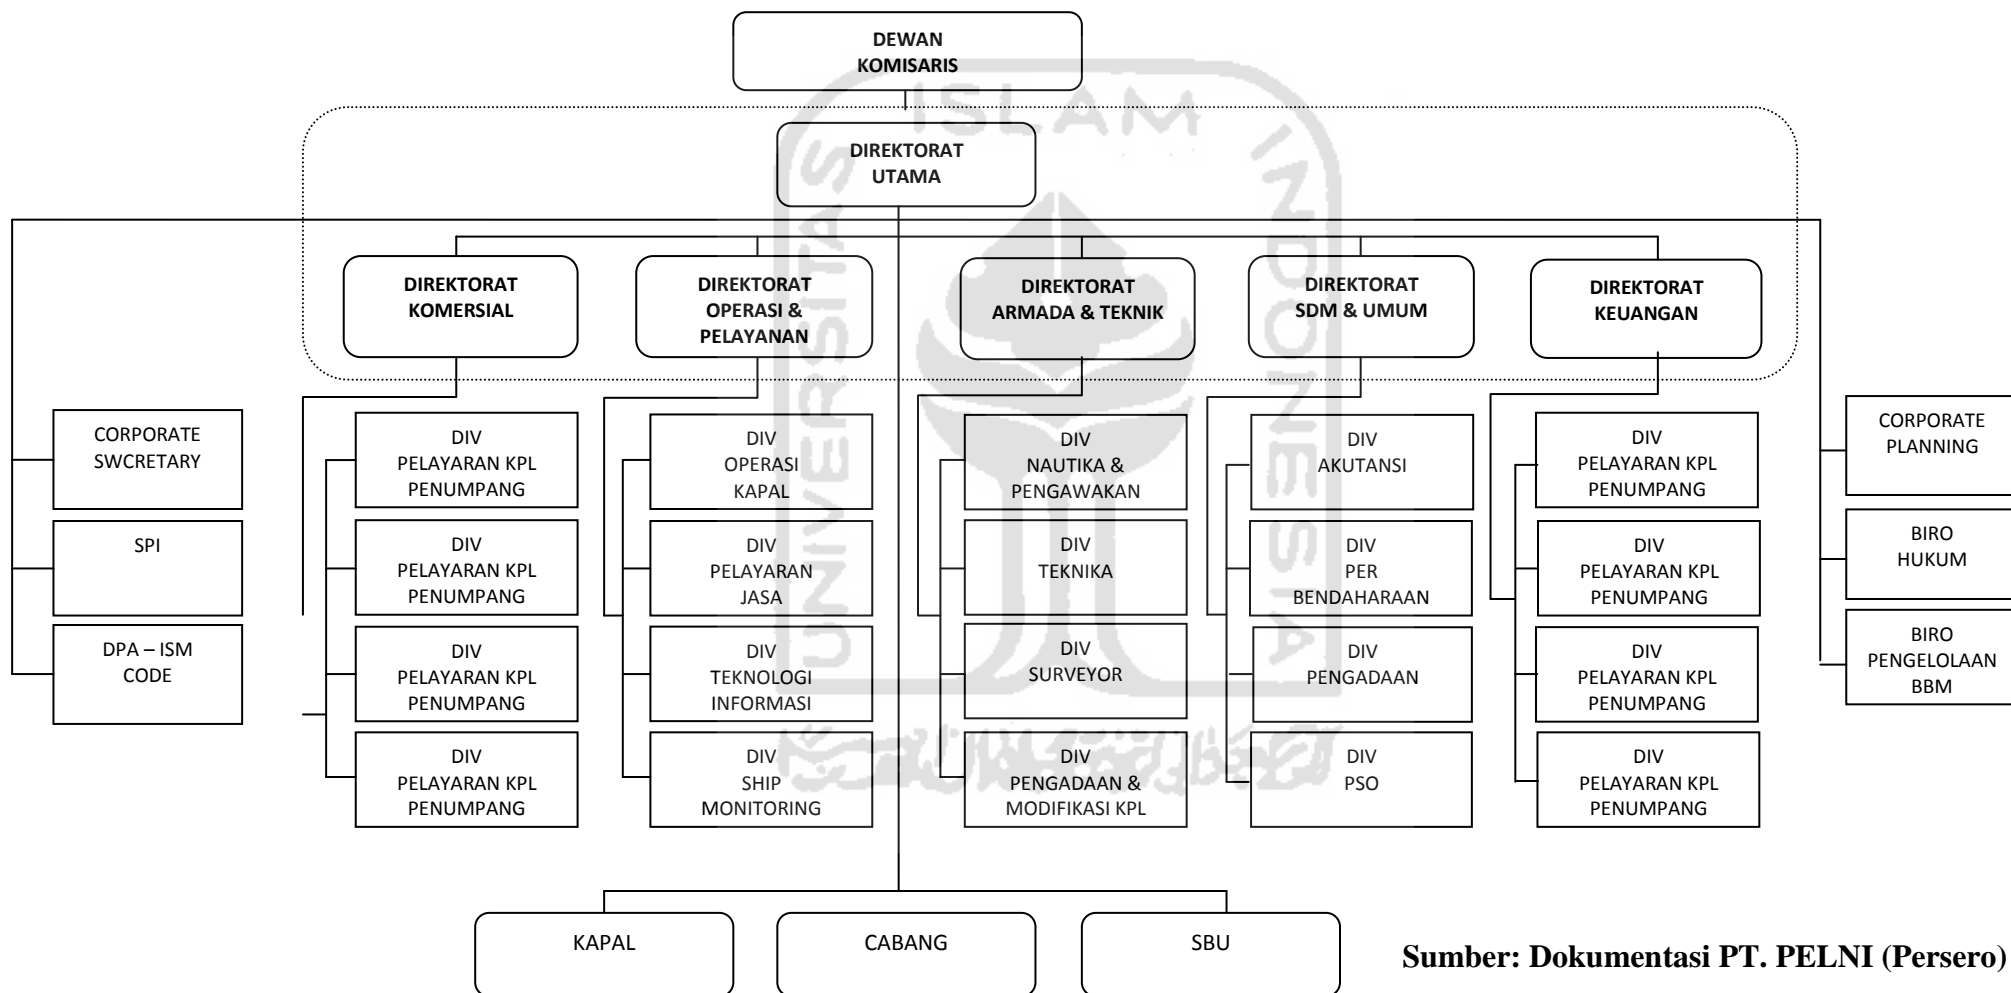 DEWAN
KOMISARIS
DIREKTORAT
UTAMA
DIREKTORAT
KOMERSIAL
DIREKTORAT
OPERASI &
PELAYANAN
DIREKTORAT
ARMADA & TEKNIK
DIREKTORAT
SDM & UMUM
DIREKTORAT
KEUANGAN
CORPORATE
SWCRETARY
SPI
DPA – ISM
CODE
DIV
PELAYARAN KPL
PENUMPANG
DIV
PELAYARAN KPL
PENUMPANG
DIV
PELAYARAN KPL
PENUMPANG
DIV
PELAYARAN KPL
PENUMPANG
DIV
OPERASI
KAPAL
DIV
PELAYARAN
JASA
DIV
TEKNOLOGI
INFORMASI
DIV
SHIP
MONITORING
DIV
NAUTIKA &
PENGAWAKAN
DIV
TEKNIKA
DIV
SURVEYOR
DIV
PENGADAAN &
MODIFIKASI KPL
DIV
AKUTANSI
DIV
PER
BENDAHARAAN
DIV
PENGADAAN
DIV
PSO
DIV
PELAYARAN KPL
PENUMPANG
DIV
PELAYARAN KPL
PENUMPANG
DIV
PELAYARAN KPL
PENUMPANG
DIV
PELAYARAN KPL
PENUMPANG
CORPORATE
PLANNING
BIRO
HUKUM
BIRO
PENGELOLAAN
BBM
KAPAL
CABANG
SBU
Sumber: Dokumentasi PT. PELNI (Persero)
UNIVERSITAS
ISLAM
INDONESIA